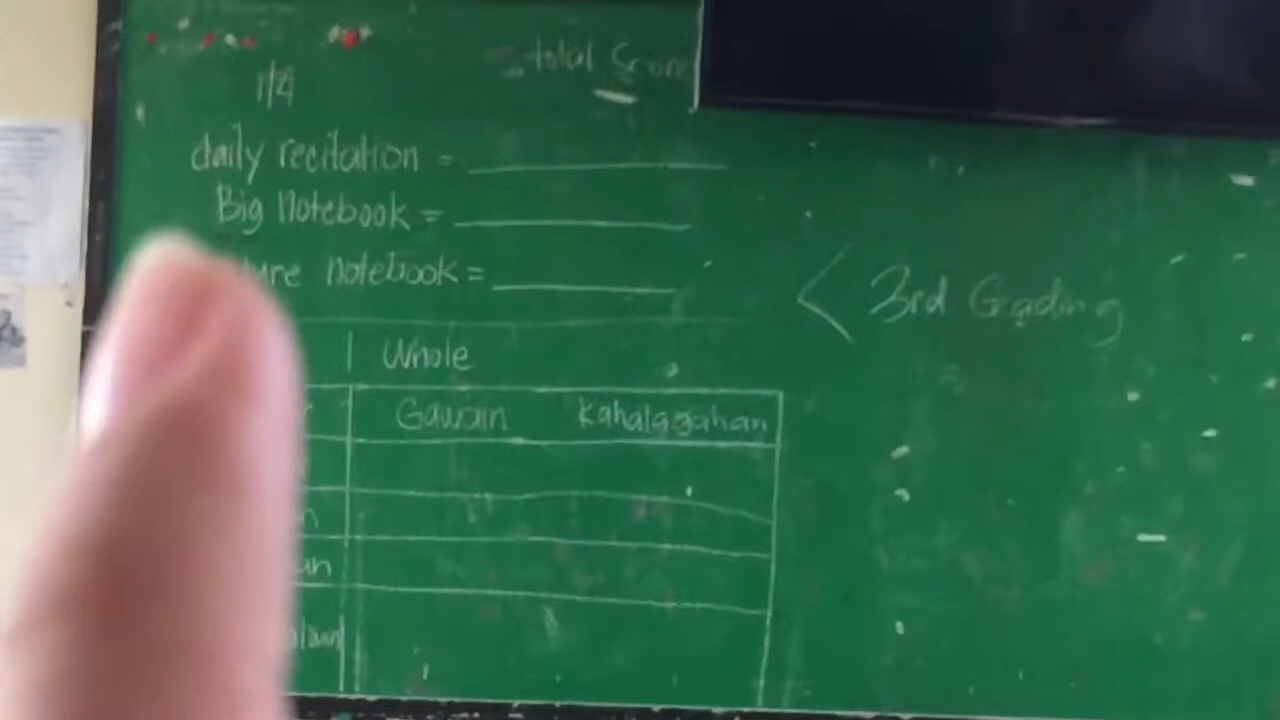 total Score
1/4
daily recitation =
Big Notebook =
notebook =
3rd Grading
Whole
Gawain Kahalagahan